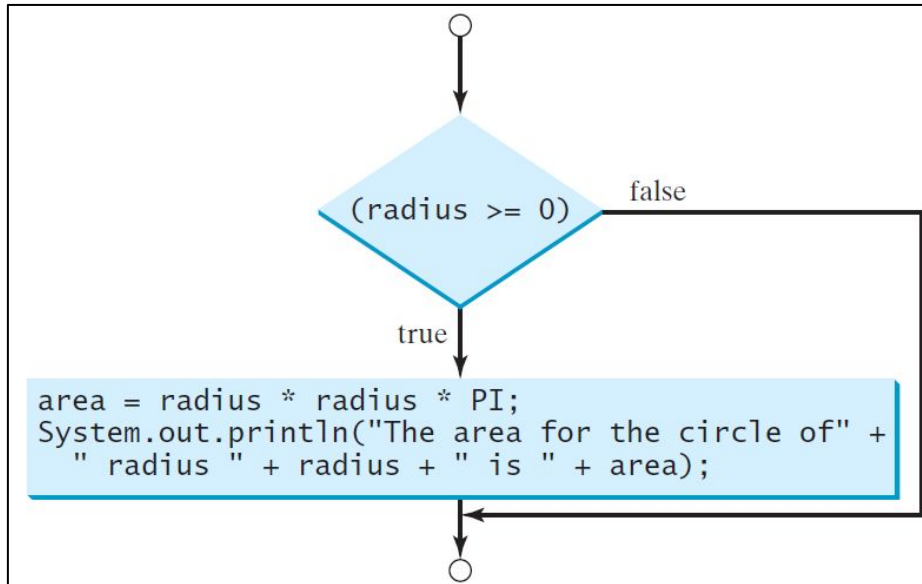 (radius >= 0)
false
true
area = radius * radius * PI;
System.out.println("The area for the circle of" +
" radius " + radius + " is " + area);